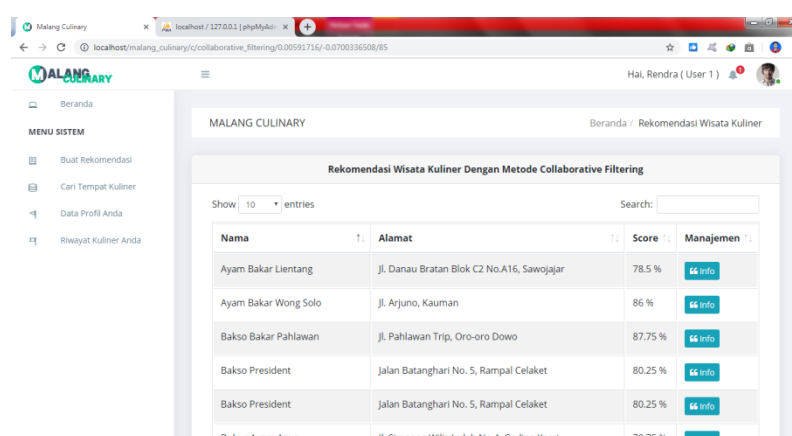 Malang Culinary
localhost / 127.0.0.1 | phpMyAd
localhost/malang_culinary/c/collaborative_filtering/0.00591716/-0.0700336508/85
MALANG CULINARY
Hai, Rendra ( User 1 )
Beranda
MENU SISTEM
Buat Rekomendasi
Cari Tempat Kuliner
Data Profil Anda
Riwayat Kuliner Anda
MALANG CULINARY Beranda / Rekomendasi Wisata Kuliner
Rekomendasi Wisata Kuliner Dengan Metode Collaborative Filtering
Show 10 entries Search:
Nama Alamat Score Manajemen
Ayam Bakar Lientang Jl. Danau Bratan Blok C2 No.A16, Sawojajar 78.5 % Info
Ayam Bakar Wong Solo Jl. Arjuno, Kauman 86 % Info
Bakso Bakar Pahlawan Jl. Pahlawan Trip, Oro-oro Dowo 87.75 % Info
Bakso President Jalan Batanghari No. 5, Rampal Celaket 80.25 % Info
Bakso President Jalan Batanghari No. 5, Rampal Celaket 80.25 % Info